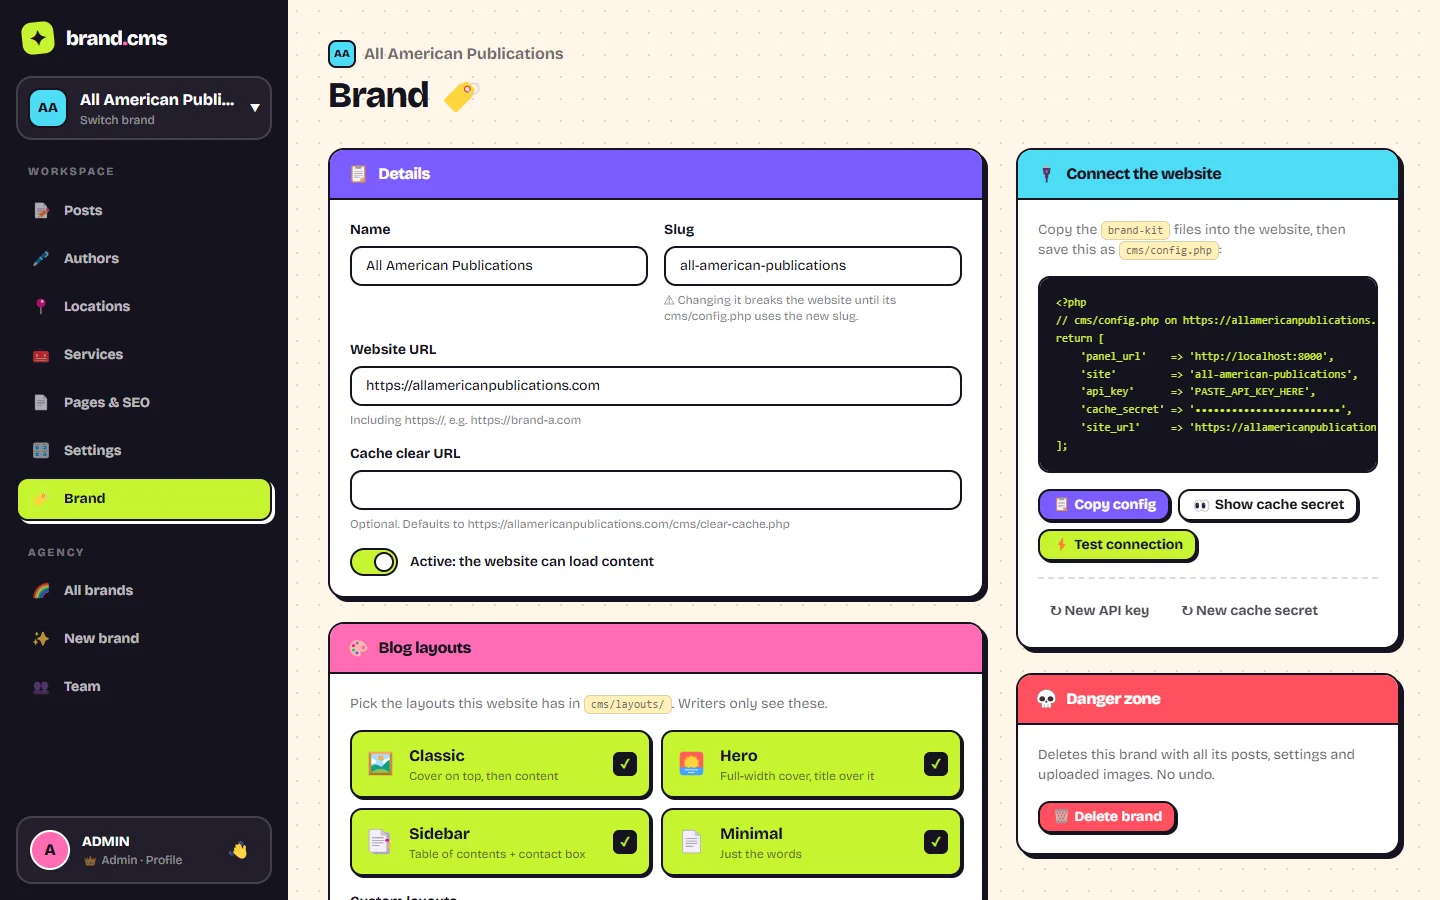 brand.cms
AA
All American Publi...
Switch brand
WORKSPACE
Posts
Authors
Locations
Services
Pages & SEO
Settings
Brand
AGENCY
All brands
New brand
Team
A
ADMIN
Admin · Profile
AA All American Publications
Brand
Details
Name
All American Publications
Slug
all-american-publications
⚠ Changing it breaks the website until its
cms/config.php uses the new slug.
Website URL
https://allamericanpublications.com
Including https://, e.g. https://brand-a.com
Cache clear URL
Optional. Defaults to https://allamericanpublications.com/cms/clear-cache.php
Active: the website can load content
Blog layouts
Pick the layouts this website has in cms/layouts/. Writers only see these.
Classic
Cover on top, then content
Hero
Full-width cover, title over it
Sidebar
Table of contents + contact box
Minimal
Just the words
Custom layouts
Connect the website
Copy the brand-kit files into the website, then
save this as cms/config.php:
<?php
// cms/config.php on https://allamericanpublications.
return [
'panel_url' => 'http://localhost:8000',
'site' => 'all-american-publications',
'api_key' => 'PASTE_API_KEY_HERE',
'cache_secret' => '••••••••••••••••••••••••',
'site_url' => 'https://allamericanpublication
];
Copy config
Show cache secret
Test connection
↻ New API key
↻ New cache secret
Danger zone
Deletes this brand with all its posts, settings and
uploaded images. No undo.
Delete brand